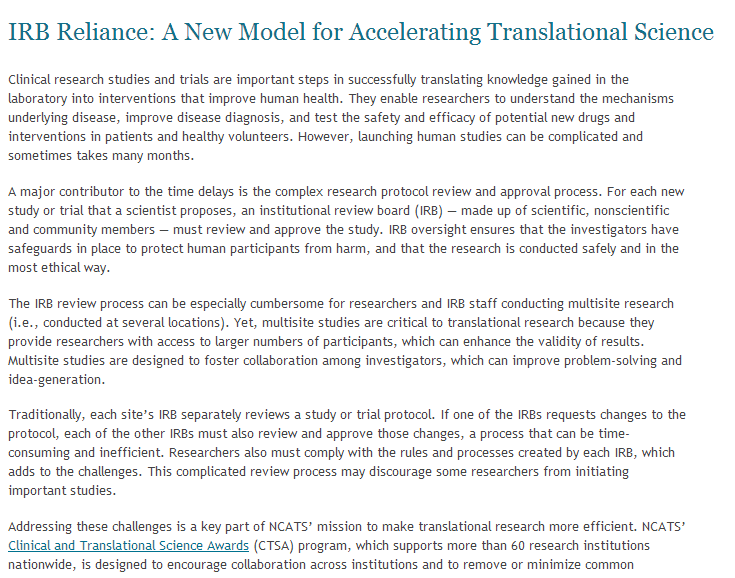 IRB Reliance: A New Model for Accelerating Translational Science
Clinical research studies and trials are important steps in successfully translating knowledge gained in the
laboratory into interventions that improve human health. They enable researchers to understand the mechanisms
underlying disease, improve disease diagnosis, and test the safety and efficacy of potential new drugs and
interventions in patients and healthy volunteers. However, launching human studies can be complicated and
sometimes takes many months.
A major contributor to the time delays is the complex research protocol review and approval process. For each new
study or trial that a scientist proposes, an institutional review board (IRB) — made up of scientific, nonscientific
and community members — must review and approve the study. IRB oversight ensures that the investigators have
safeguards in place to protect human participants from harm, and that the research is conducted safely and in the
most ethical way.
The IRB review process can be especially cumbersome for researchers and IRB staff conducting multisite research
(i.e., conducted at several locations). Yet, multisite studies are critical to translational research because they
provide researchers with access to larger numbers of participants, which can enhance the validity of results.
Multisite studies are designed to foster collaboration among investigators, which can improve problem-solving and
idea-generation.
Traditionally, each site’s IRB separately reviews a study or trial protocol. If one of the IRBs requests changes to the
protocol, each of the other IRBs must also review and approve those changes, a process that can be time-
consuming and inefficient. Researchers also must comply with the rules and processes created by each IRB, which
adds to the challenges. This complicated review process may discourage some researchers from initiating
important studies.
Addressing these challenges is a key part of NCATS’ mission to make translational research more efficient. NCATS’
Clinical and Translational Science Awards (CTSA) program, which supports more than 60 research institutions
nationwide, is designed to encourage collaboration across institutions and to remove or minimize common